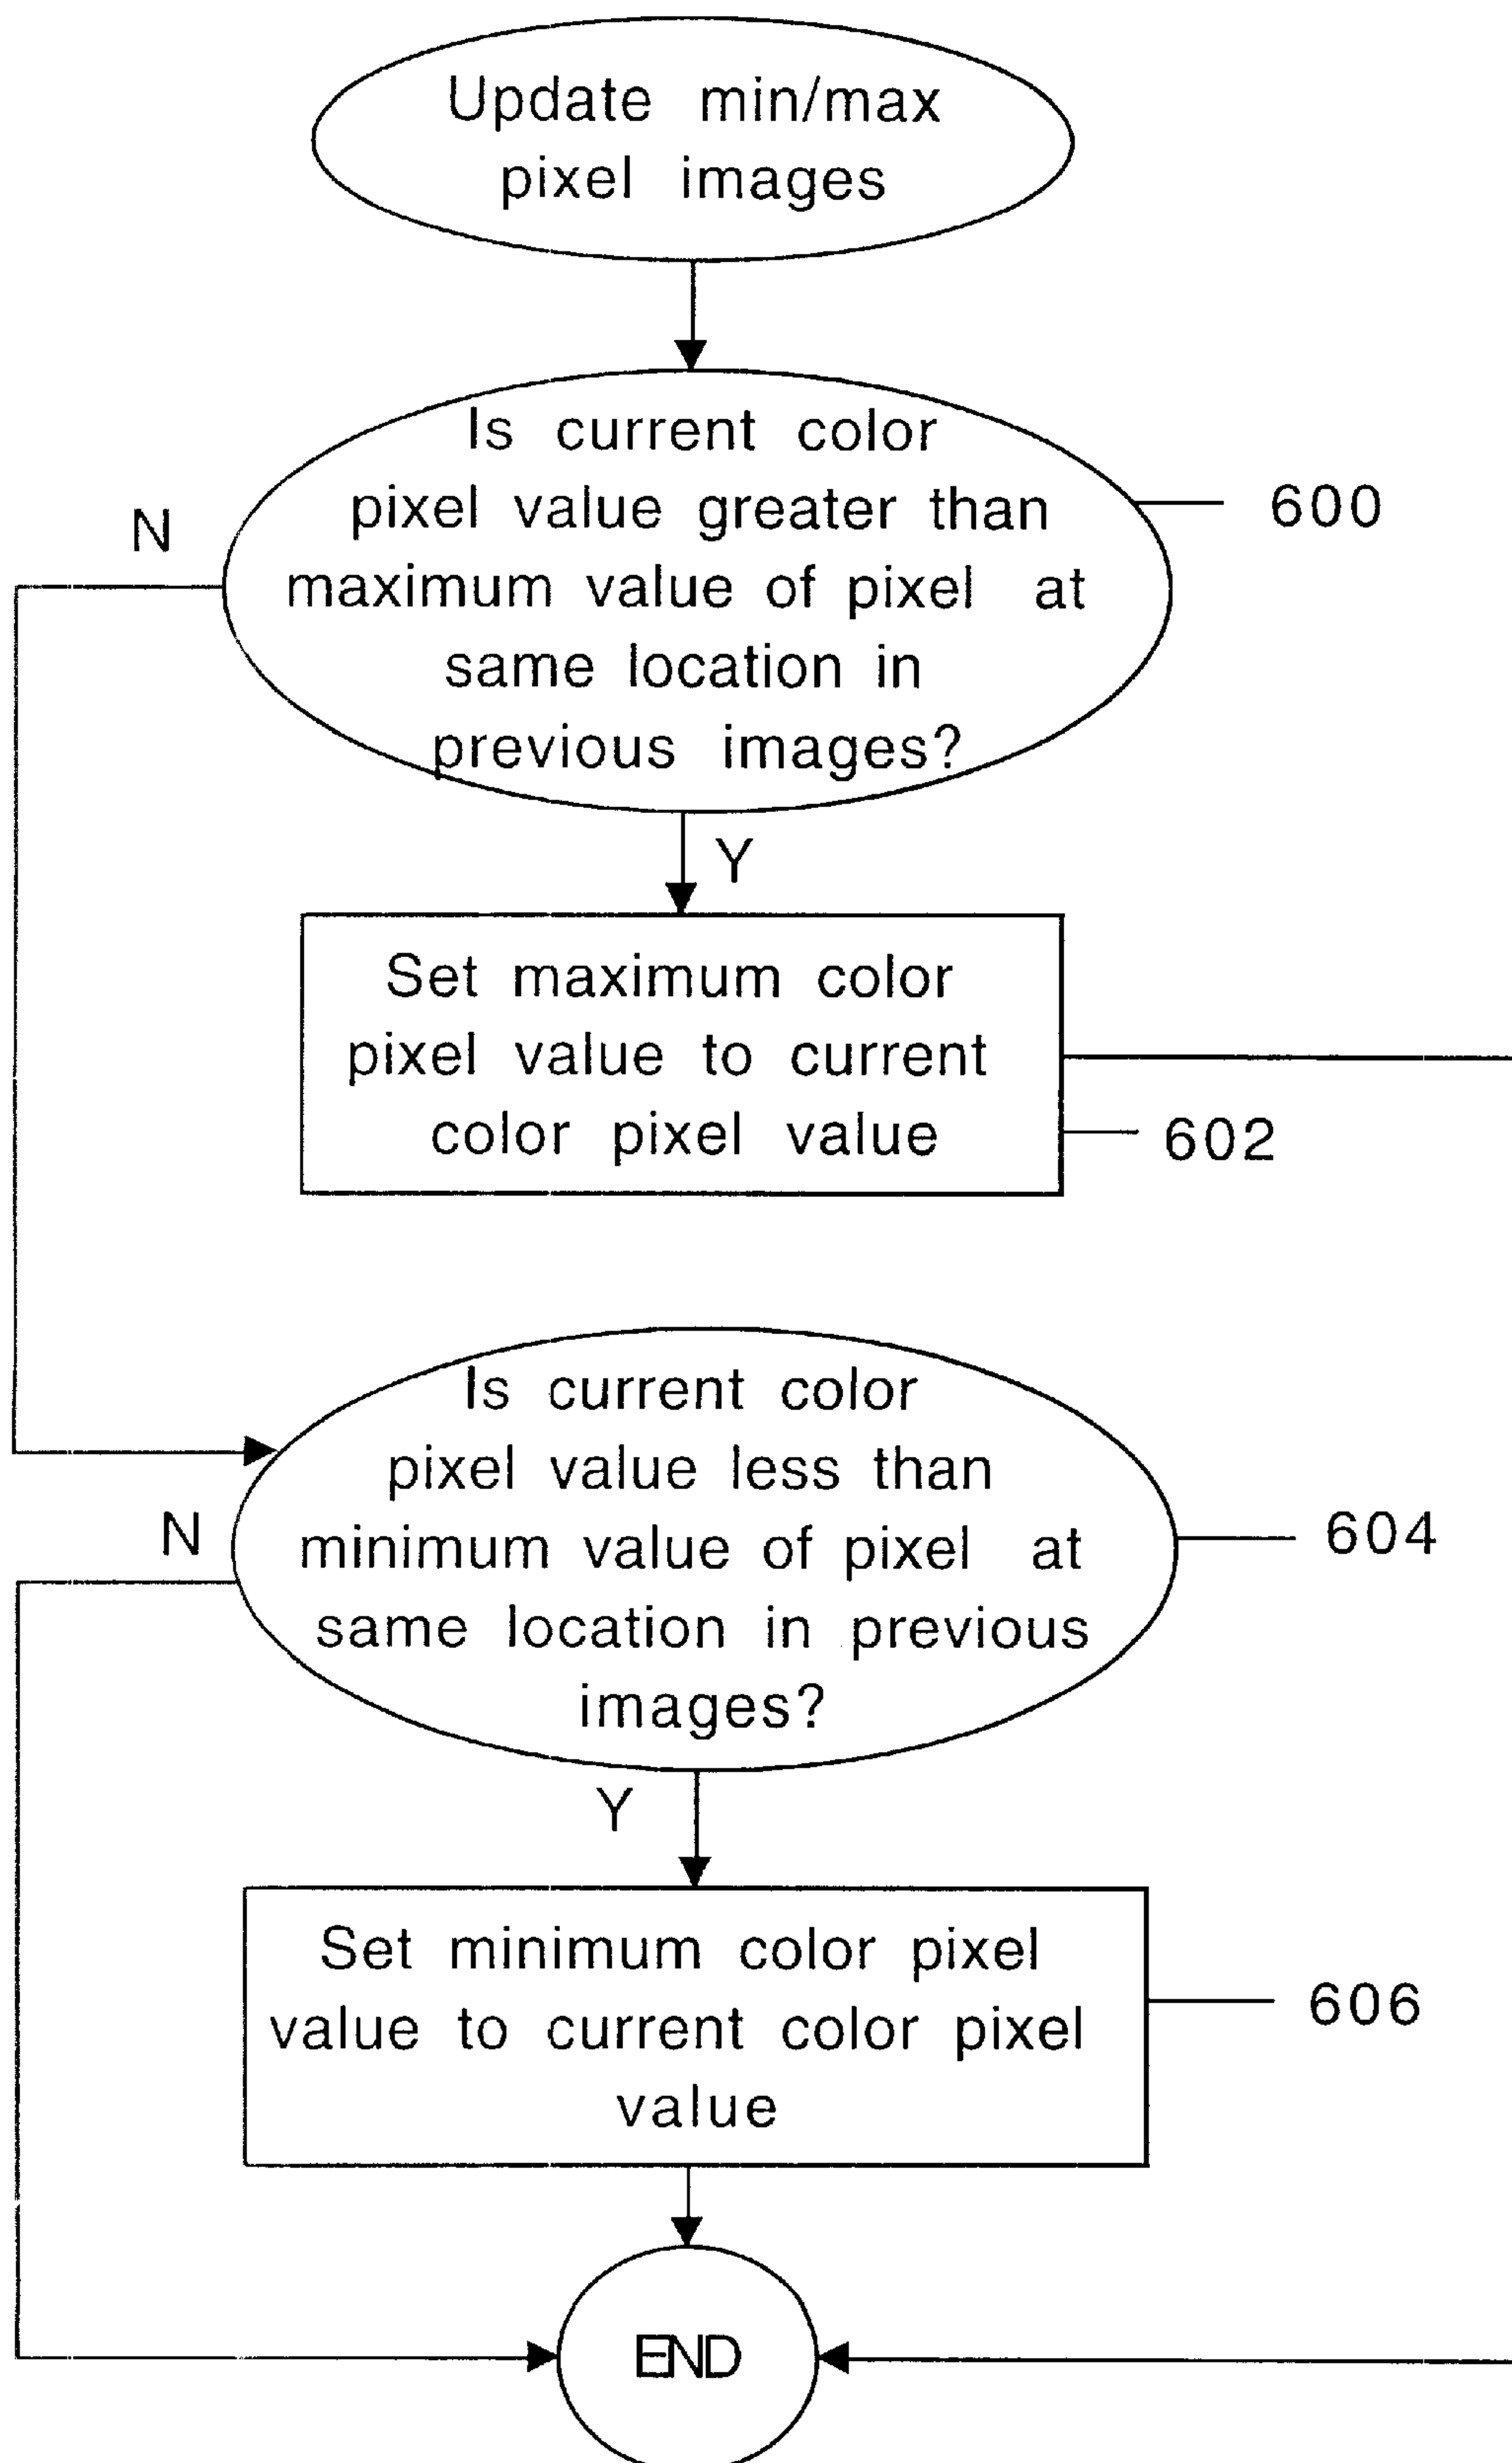 Update min/max
pixel images
Is current color
pixel value greater than
maximum value of pixel at
same location in
previous images?
600
N
Y
Set maximum color
pixel value to current
color pixel value
602
Is current color
pixel value less than
minimum value of pixel at
same location in previous
images?
604
N
Y
Set minimum color pixel
value to current color pixel
value
606
END